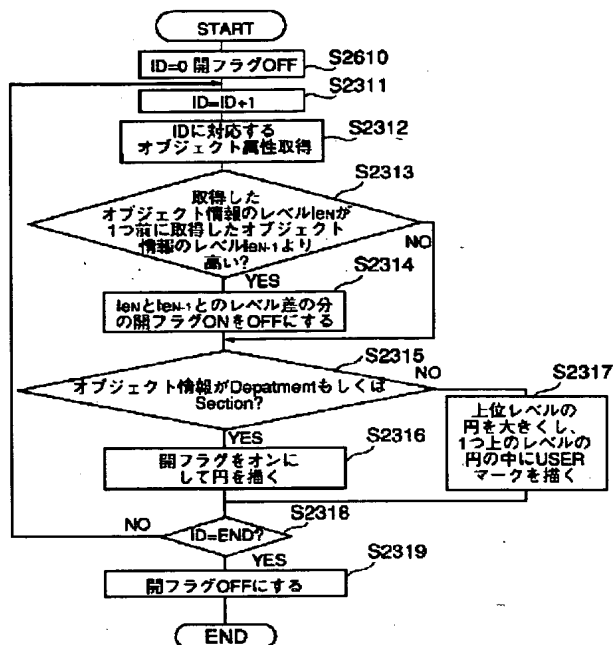 START
S2610
ID=0 開フラグOFF
S2311
ID=ID+1
S2312
IDに対応する
オブジェクト属性取得
S2313
取得した
オブジェクト情報のレベルleNが
1つ前に取得したオブジェクト
情報のレベルleN-1より
高い?
NO
YES
S2314
leNとleN-1とのレベル差の分
の開フラグONをOFFにする
S2315
オブジェクト情報がDepatmentもしくぼ
Section?
NO
YES
S2317
上位レベルの
円を大きくし、
1つ上のレベルの
円の中にUSER
マークを描く
S2316
開フラグをオンに
して円を描く
S2318
NO
ID=END?
YES
S2319
開フラグOFFにする
END